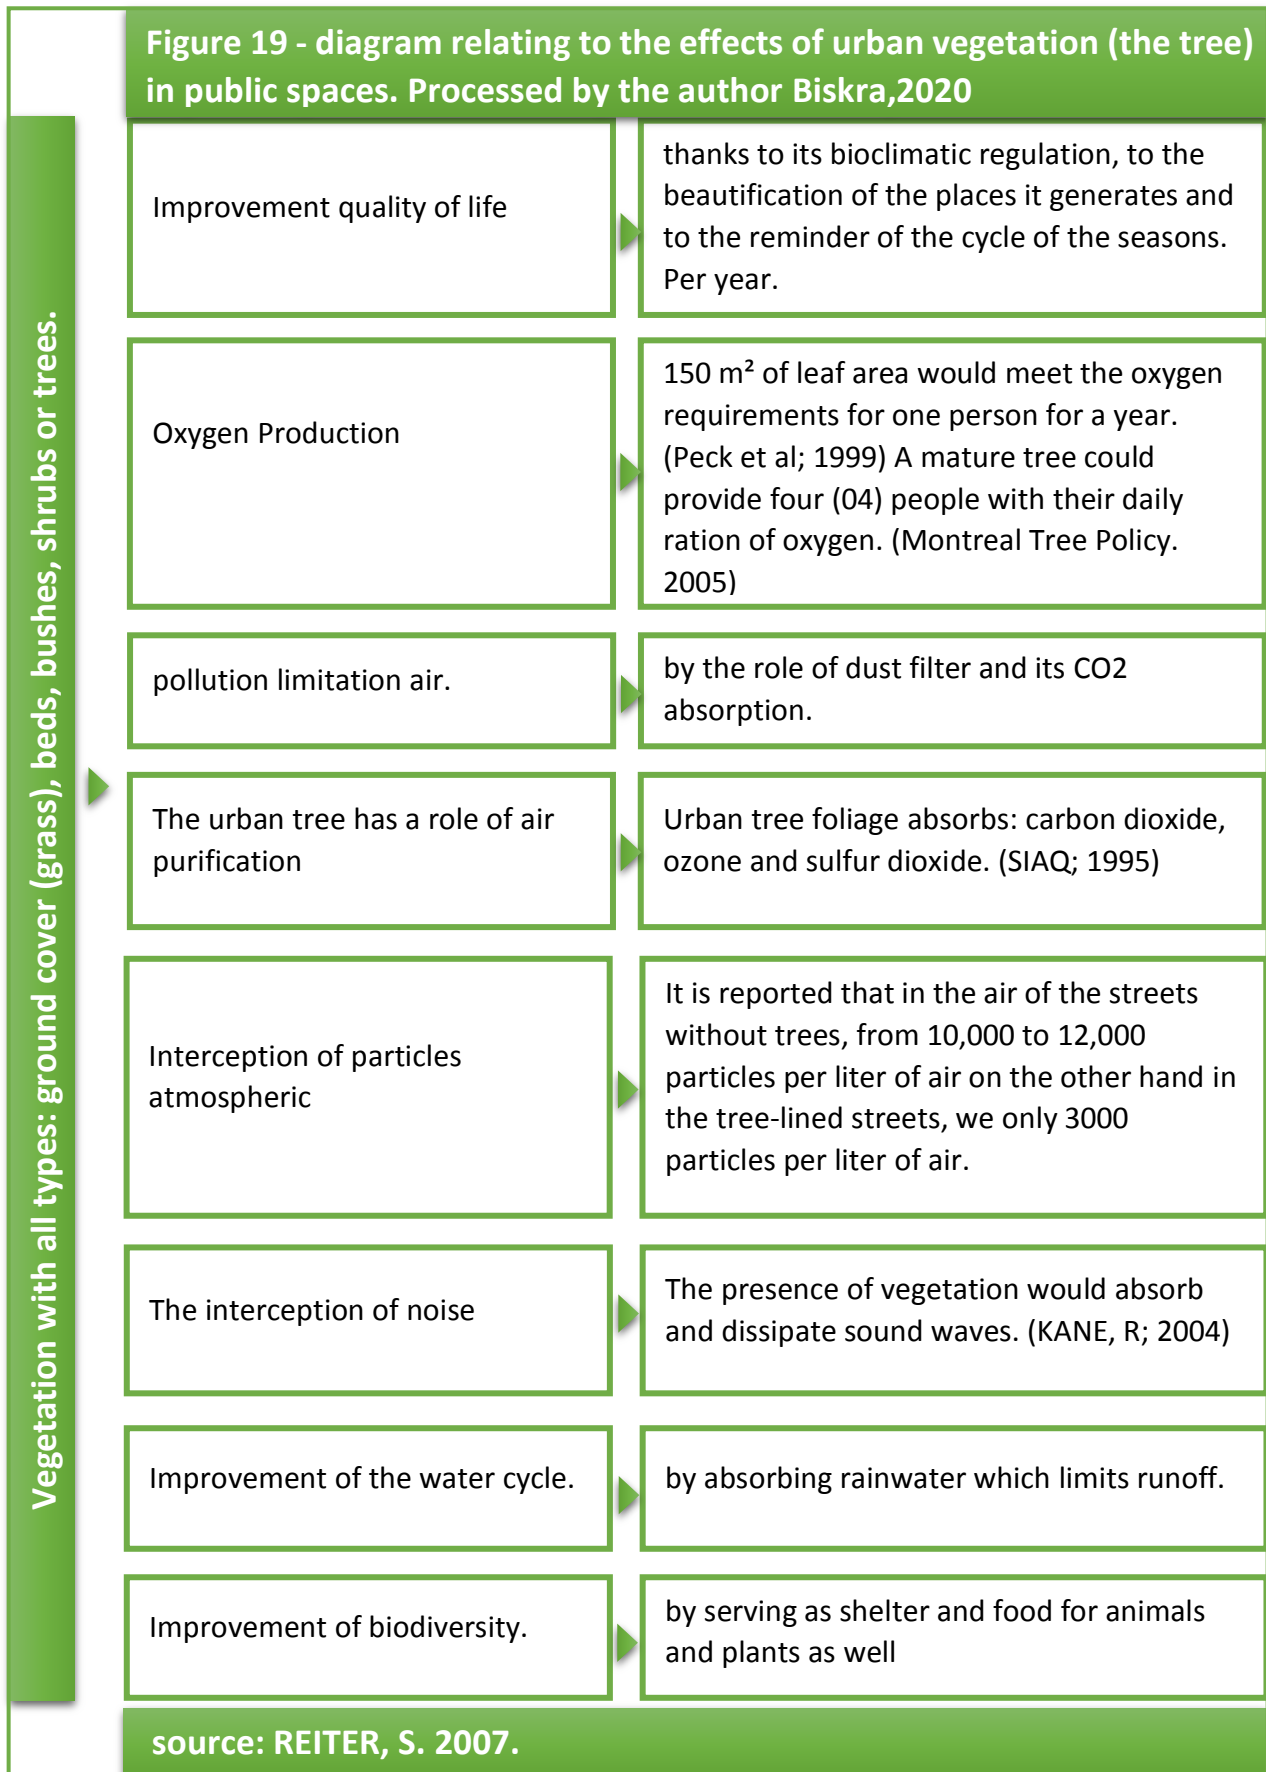 Figure 19 - diagram relating to the effects of urban vegetation (the tree)
in public spaces. Processed by the author Biskra,2020
Vegetation with all types: ground cover (grass), beds, bushes, shrubs or trees.
Improvement quality of life
thanks to its bioclimatic regulation, to the
beautification of the places it generates and
to the reminder of the cycle of the seasons.
Per year.
Oxygen Production
150 m² of leaf area would meet the oxygen
requirements for one person for a year.
(Peck et al; 1999) A mature tree could
provide four (04) people with their daily
ration of oxygen. (Montreal Tree Policy.
2005)
pollution limitation air.
by the role of dust filter and its CO2
absorption.
The urban tree has a role of air
purification
Urban tree foliage absorbs: carbon dioxide,
ozone and sulfur dioxide. (SIAQ; 1995)
Interception of particles
atmospheric
It is reported that in the air of the streets
without trees, from 10,000 to 12,000
particles per liter of air on the other hand in
the tree-lined streets, we only 3000
particles per liter of air.
The interception of noise
The presence of vegetation would absorb
and dissipate sound waves. (KANE, R; 2004)
Improvement of the water cycle.
by absorbing rainwater which limits runoff.
Improvement of biodiversity.
by serving as shelter and food for animals
and plants as well
source: REITER, S. 2007.